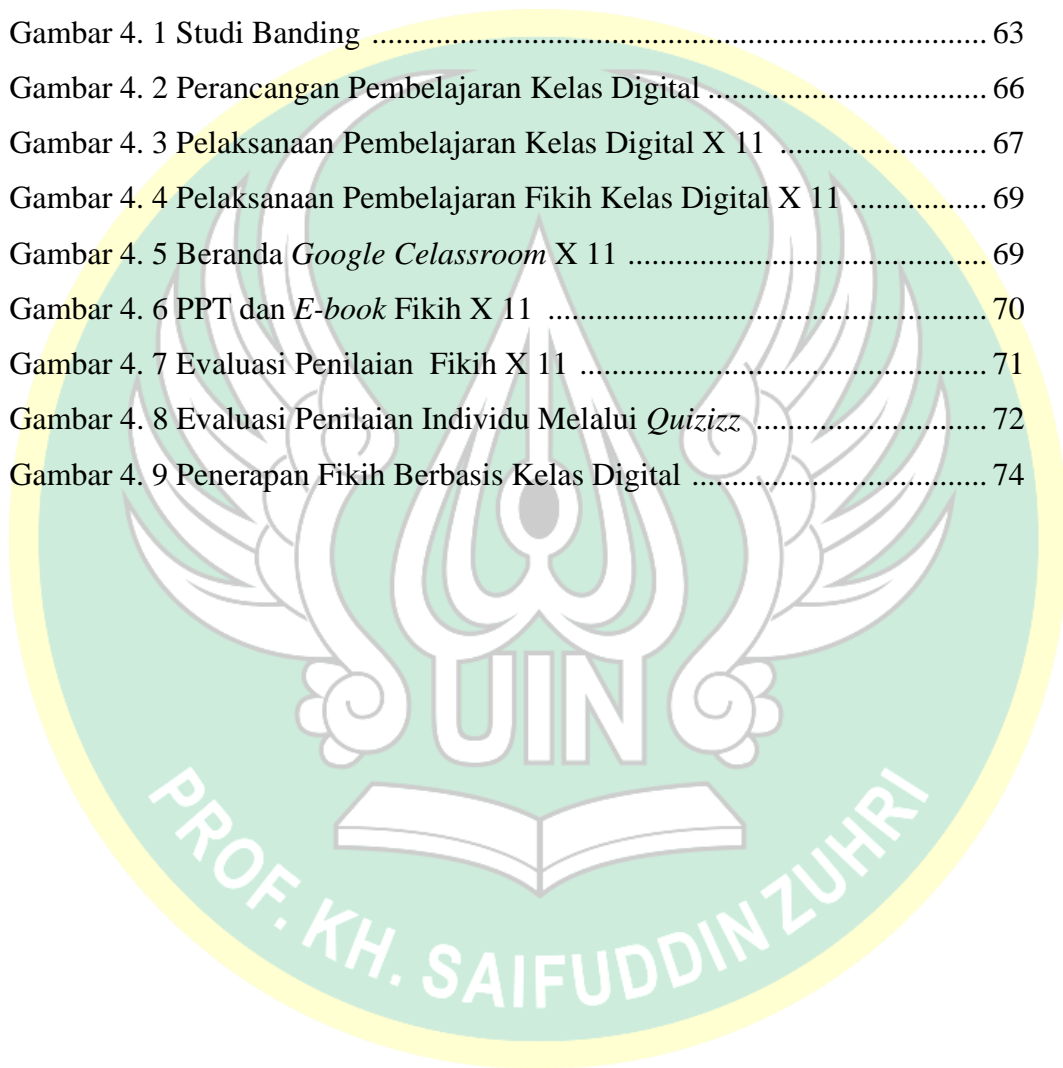 Gambar 4. 1 Studi Banding ........................................................................................ 63
Gambar 4. 2 Perancangan Pembelajaran Kelas Digital ........................................ 66
Gambar 4. 3 Pelaksanaan Pembelajaran Kelas Digital X 11 .............................. 67
Gambar 4. 4 Pelaksanaan Pembelajaran Fikih Kelas Digital X 11 ................... 69
Gambar 4. 5 Beranda Google Celassroom X 11 ................................................... 69
Gambar 4. 6 PPT dan E-book Fikih X 11 ............................................................... 70
Gambar 4. 7 Evaluasi Penilaian Fikih X 11 .......................................................... 71
Gambar 4. 8 Evaluasi Penilaian Individu Melalui Quizizz ................................. 72
Gambar 4. 9 Penerapan Fikih Berbasis Kelas Digital .......................................... 74
UIN
PROF. KH. SAIFUDDIN ZUHRI